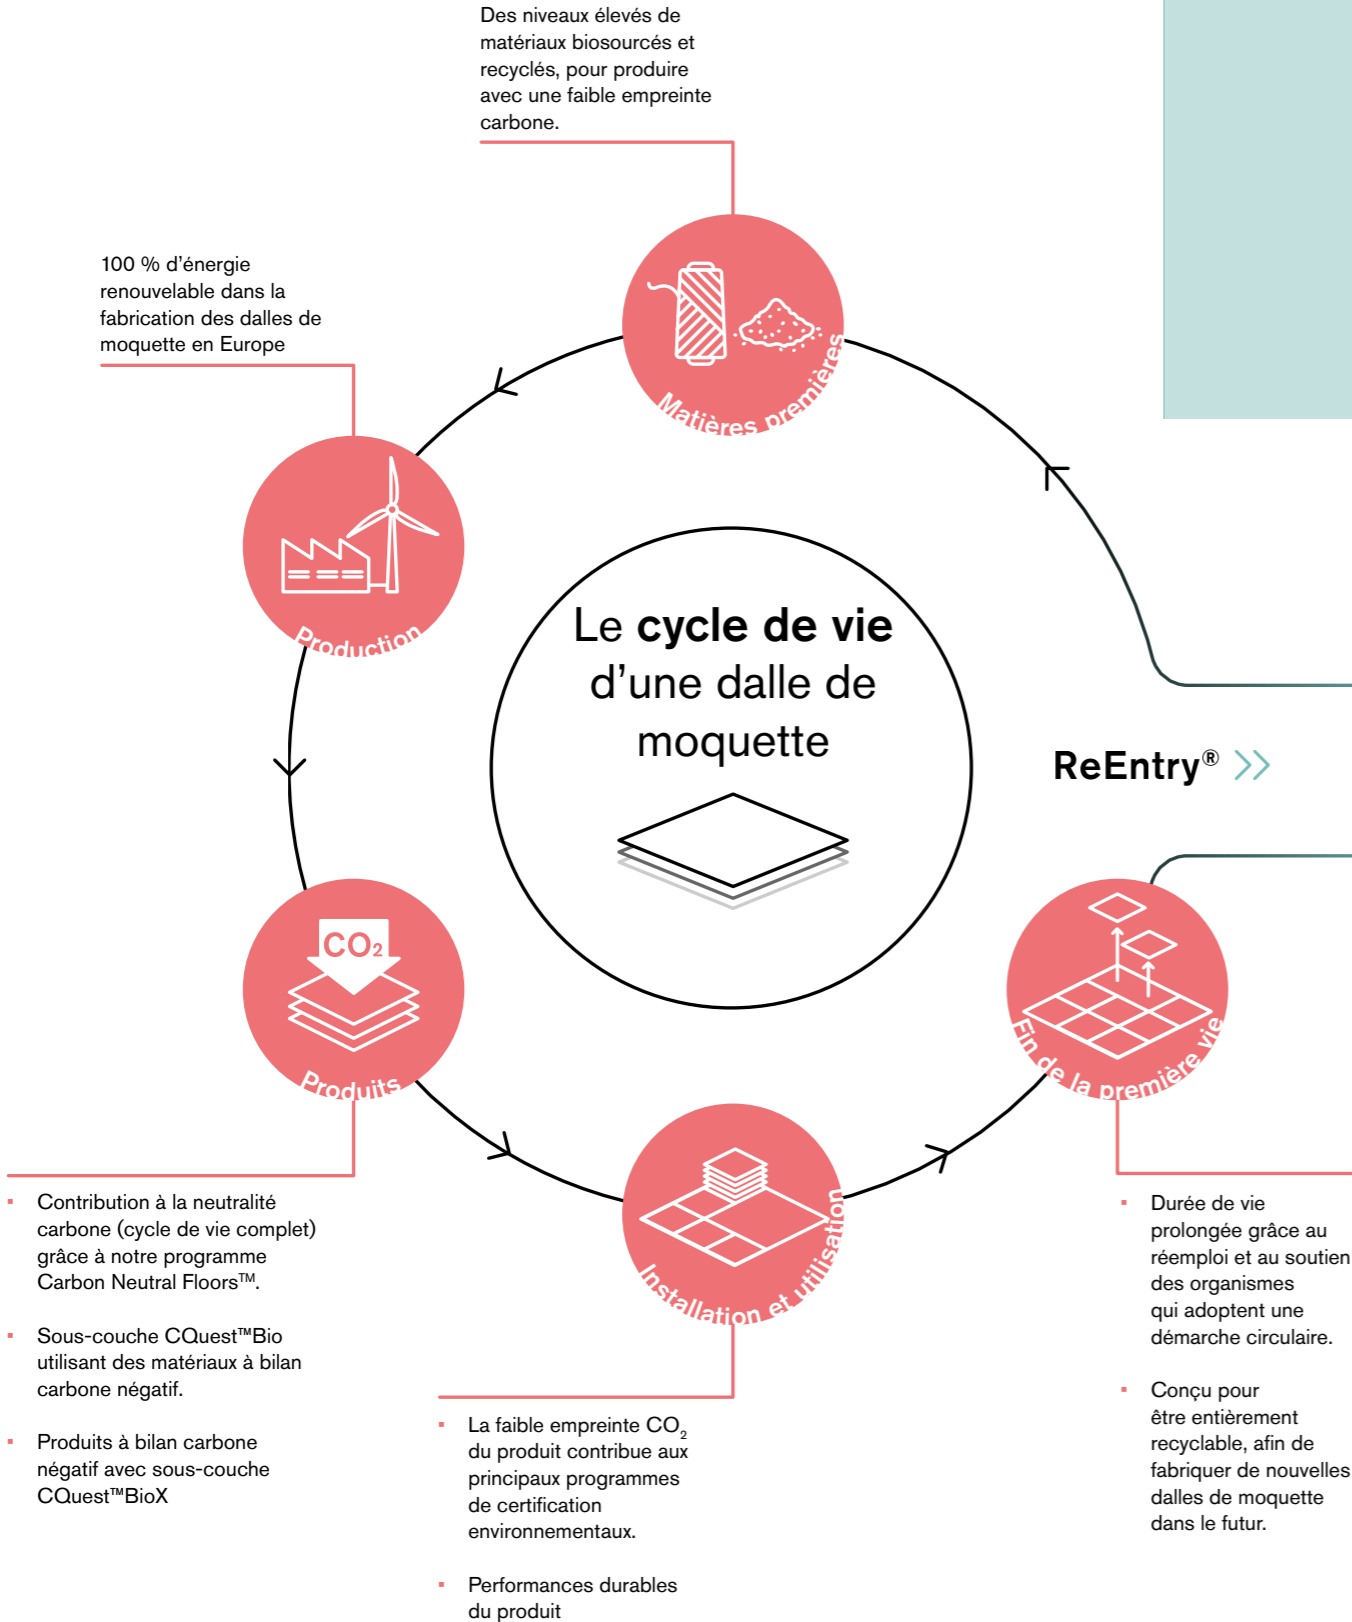 Des niveaux élevés de
matériaux biosourcés et
recyclés, pour produire
avec une faible empreinte
carbone.
100 % d’énergie
renouvelable dans la
fabrication des dalles de
moquette en Europe
Matières premières
Production
Le cycle de vie
d’une dalle de
moquette
ReEntry®
CO₂
Produits
Fin de la première vie
Installation et utilisation
▪ Contribution à la neutralité
carbone (cycle de vie complet)
grâce à notre programme
Carbon Neutral Floors™.
▪ Sous-couche CQuest™Bio
utilisant des matériaux à bilan
carbone négatif.
▪ Produits à bilan carbone
négatif avec sous-couche
CQuest™BioX
▪ La faible empreinte CO₂
du produit contribue aux
principaux programmes
de certification
environnementaux.
▪ Performances durables
du produit
▪ Durée de vie
prolongée grâce au
réemploi et au soutien
des organismes
qui adoptent une
démarche circulaire.
▪ Conçu pour
être entièrement
recyclable, afin de
fabriquer de nouvelles
dalles de moquette
dans le futur.